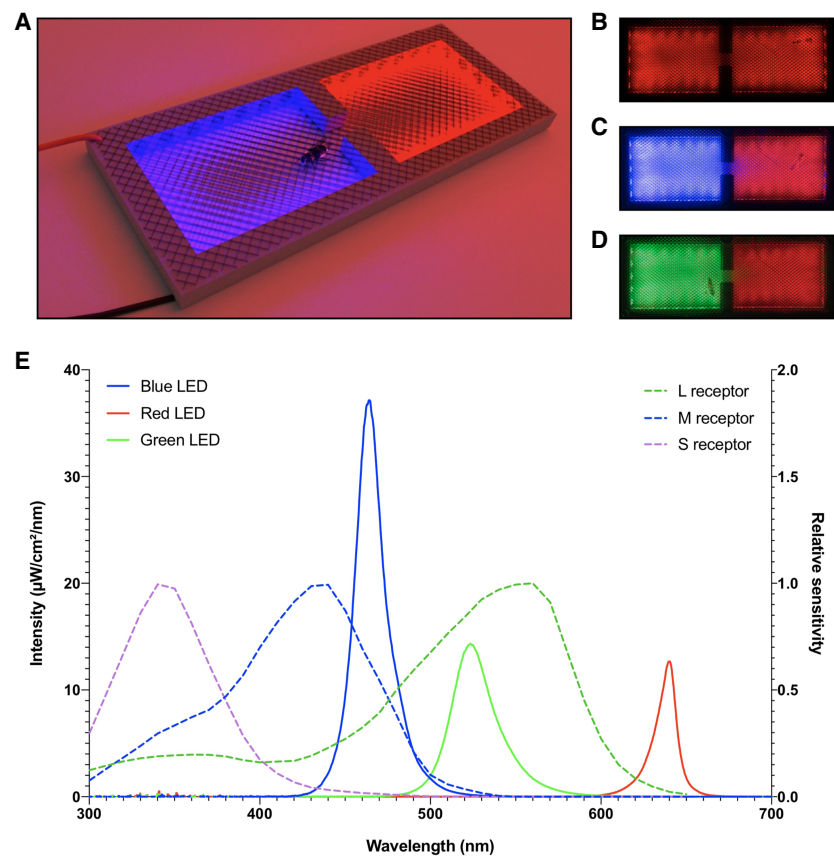 A
B
C
D
E
40
30
20
10
0
Intensity (µW/cm²/nm)
Blue LED
Red LED
Green LED
L receptor
M receptor
S receptor
2.0
1.5
1.0
0.5
0.0
Relative sensitivity
300
400
500
600
700
Wavelength (nm)